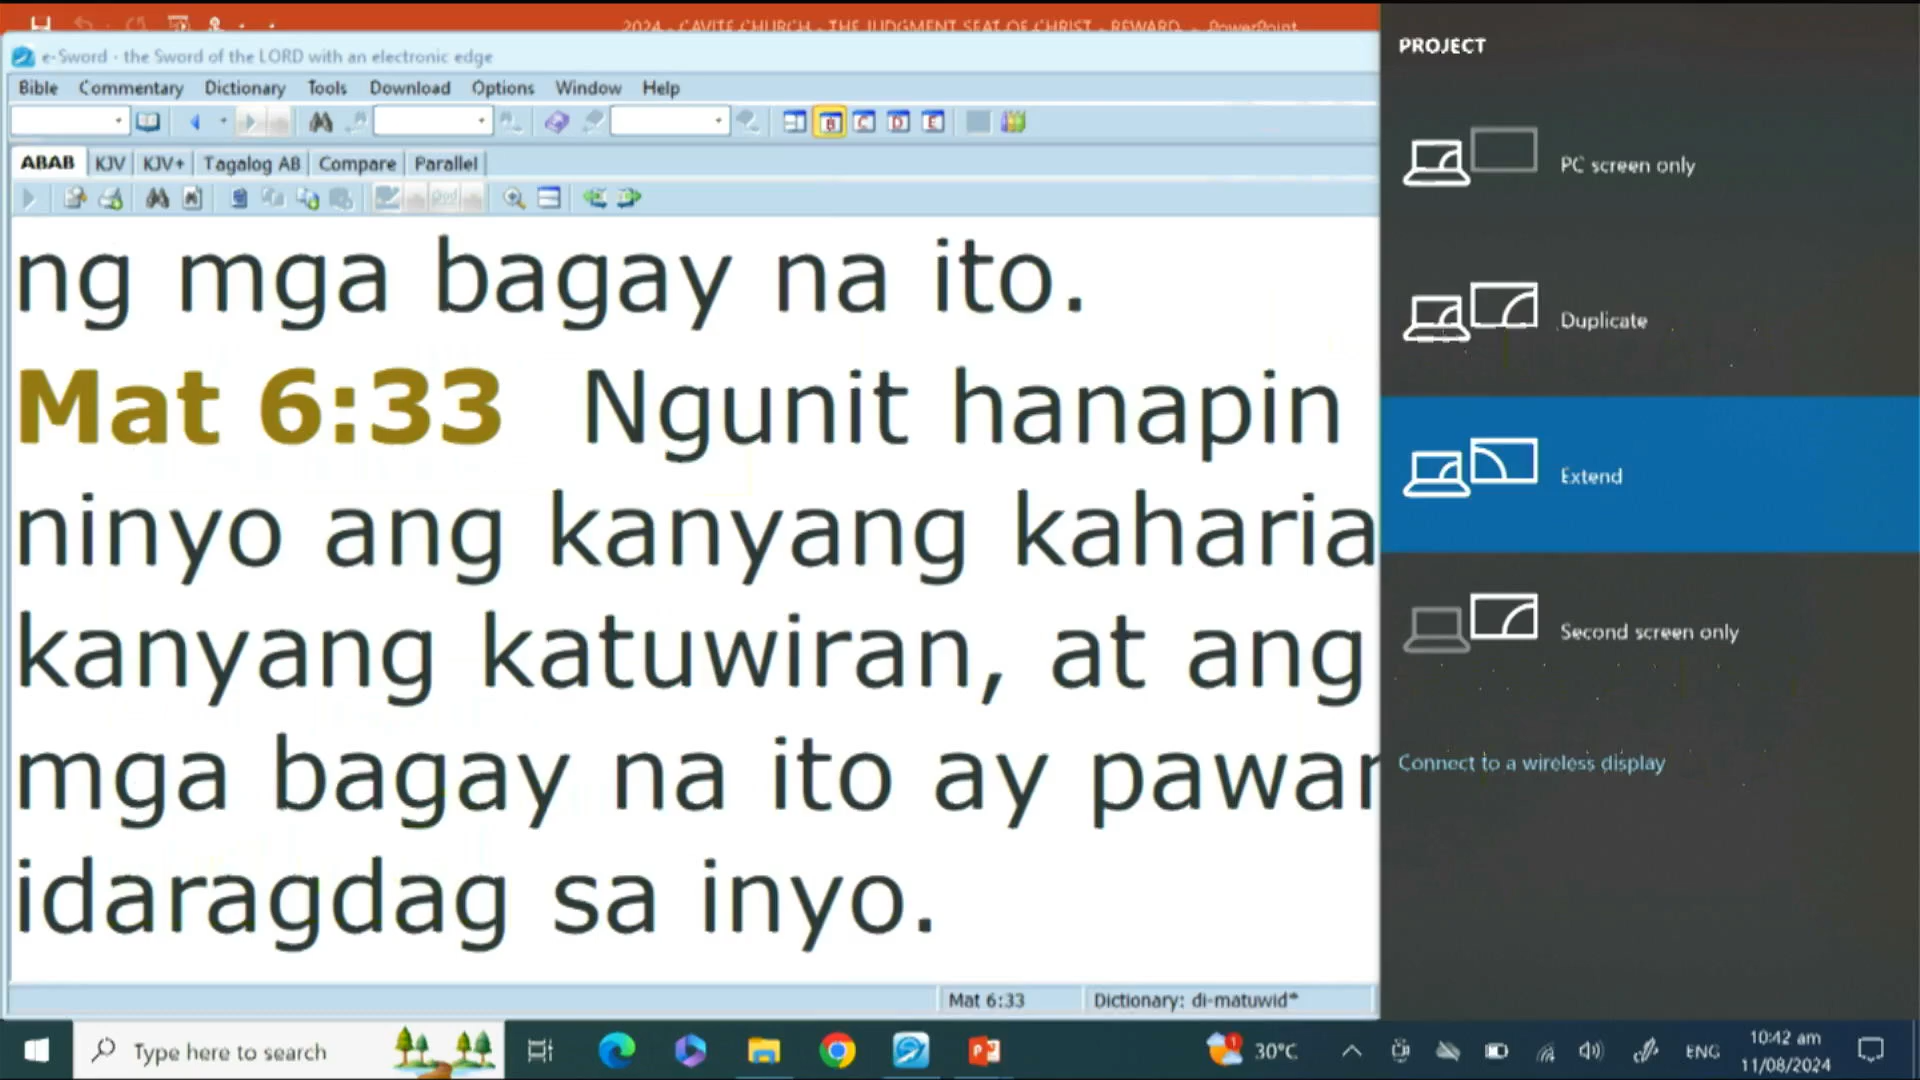 2024 - CAVITE CHURCH - THE JUDGMENT SEAT OF CHRIST - REWARD - PowerPoint
e-Sword - the Sword of the LORD with an electronic edge
Bible Commentary Dictionary Tools Download Options Window Help
B C D E
ABAB KJV KJV+ Tagalog AB Compare Parallel
ng mga bagay na ito.
Mat 6:33 Ngunit hanapin
ninyo ang kanyang kaharia
kanyang katuwiran, at ang
mga bagay na ito ay pawan
idaragdag sa inyo.
Mat 6:33 Dictionary: di-matuwid*
PROJECT
PC screen only
Duplicate
Extend
Second screen only
Connect to a wireless display
Type here to search
30°C
ENG
10:42 am
11/08/2024